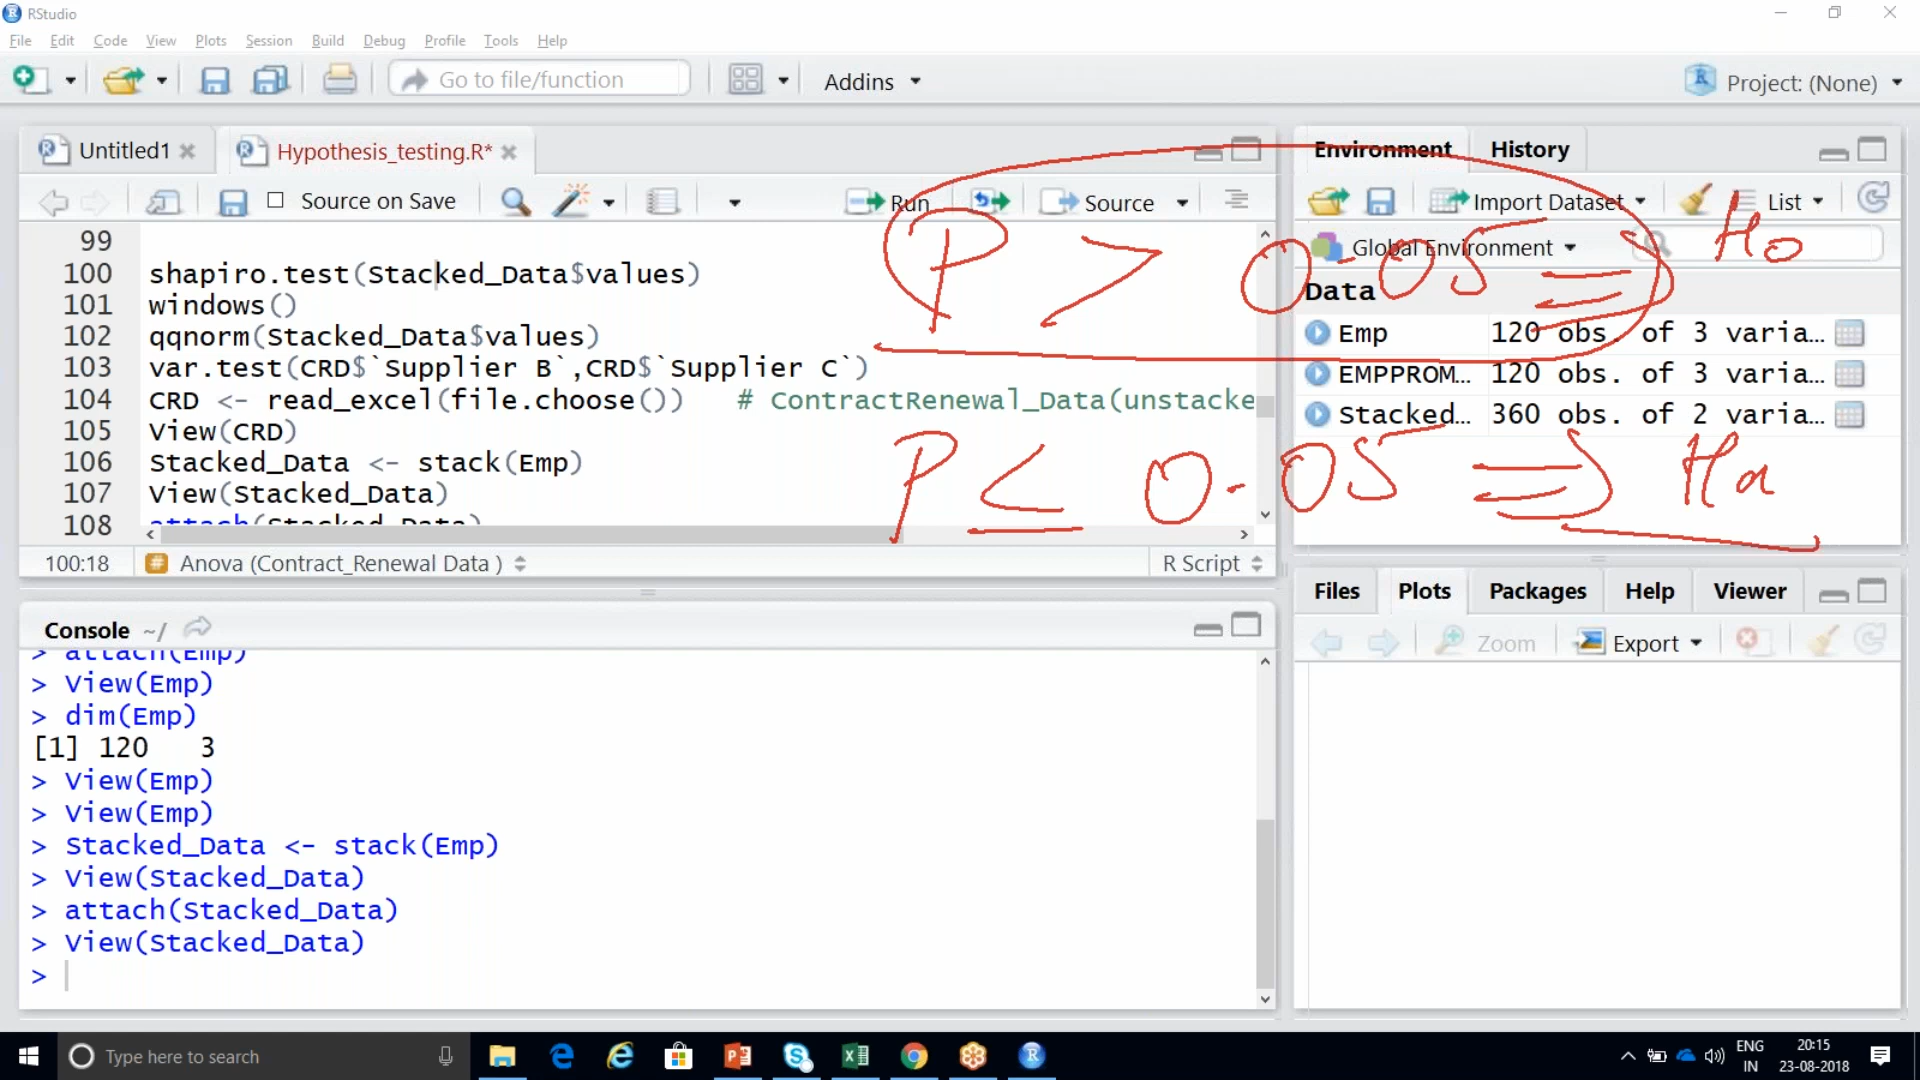 RStudio
File Edit Code View Plots Session Build Debug Profile Tools Help
Go to file/function Addins Project: (None)
Untitled1 Hypothesis_testing.R*
Source on Save Run Source
99
100 shapiro.test(Stacked_Data$values)
101 windows()
102 qqnorm(Stacked_Data$values)
103 var.test(CRD$`Supplier B`,CRD$`Supplier C`)
104 CRD <- read_excel(file.choose()) # ContractRenewal_Data(unstacke
105 View(CRD)
106 Stacked_Data <- stack(Emp)
107 View(Stacked_Data)
108 attach(Stacked_Data)
100:18 Anova (Contract_Renewal Data ) R Script
P > 0.05 => H0
P ≤ 0.05 => Ha
Console ~/
> attach(Emp)
> View(Emp)
> dim(Emp)
[1] 120 3
> View(Emp)
> View(Emp)
> Stacked_Data <- stack(Emp)
> View(Stacked_Data)
> attach(Stacked_Data)
> View(Stacked_Data)
>
Environment History
Import Dataset List
Global Environment
Data
Emp 120 obs. of 3 varia...
EMPPROM... 120 obs. of 3 varia...
Stacked... 360 obs. of 2 varia...
Files Plots Packages Help Viewer
Zoom Export
Type here to search
ENG
IN
20:15
23-08-2018